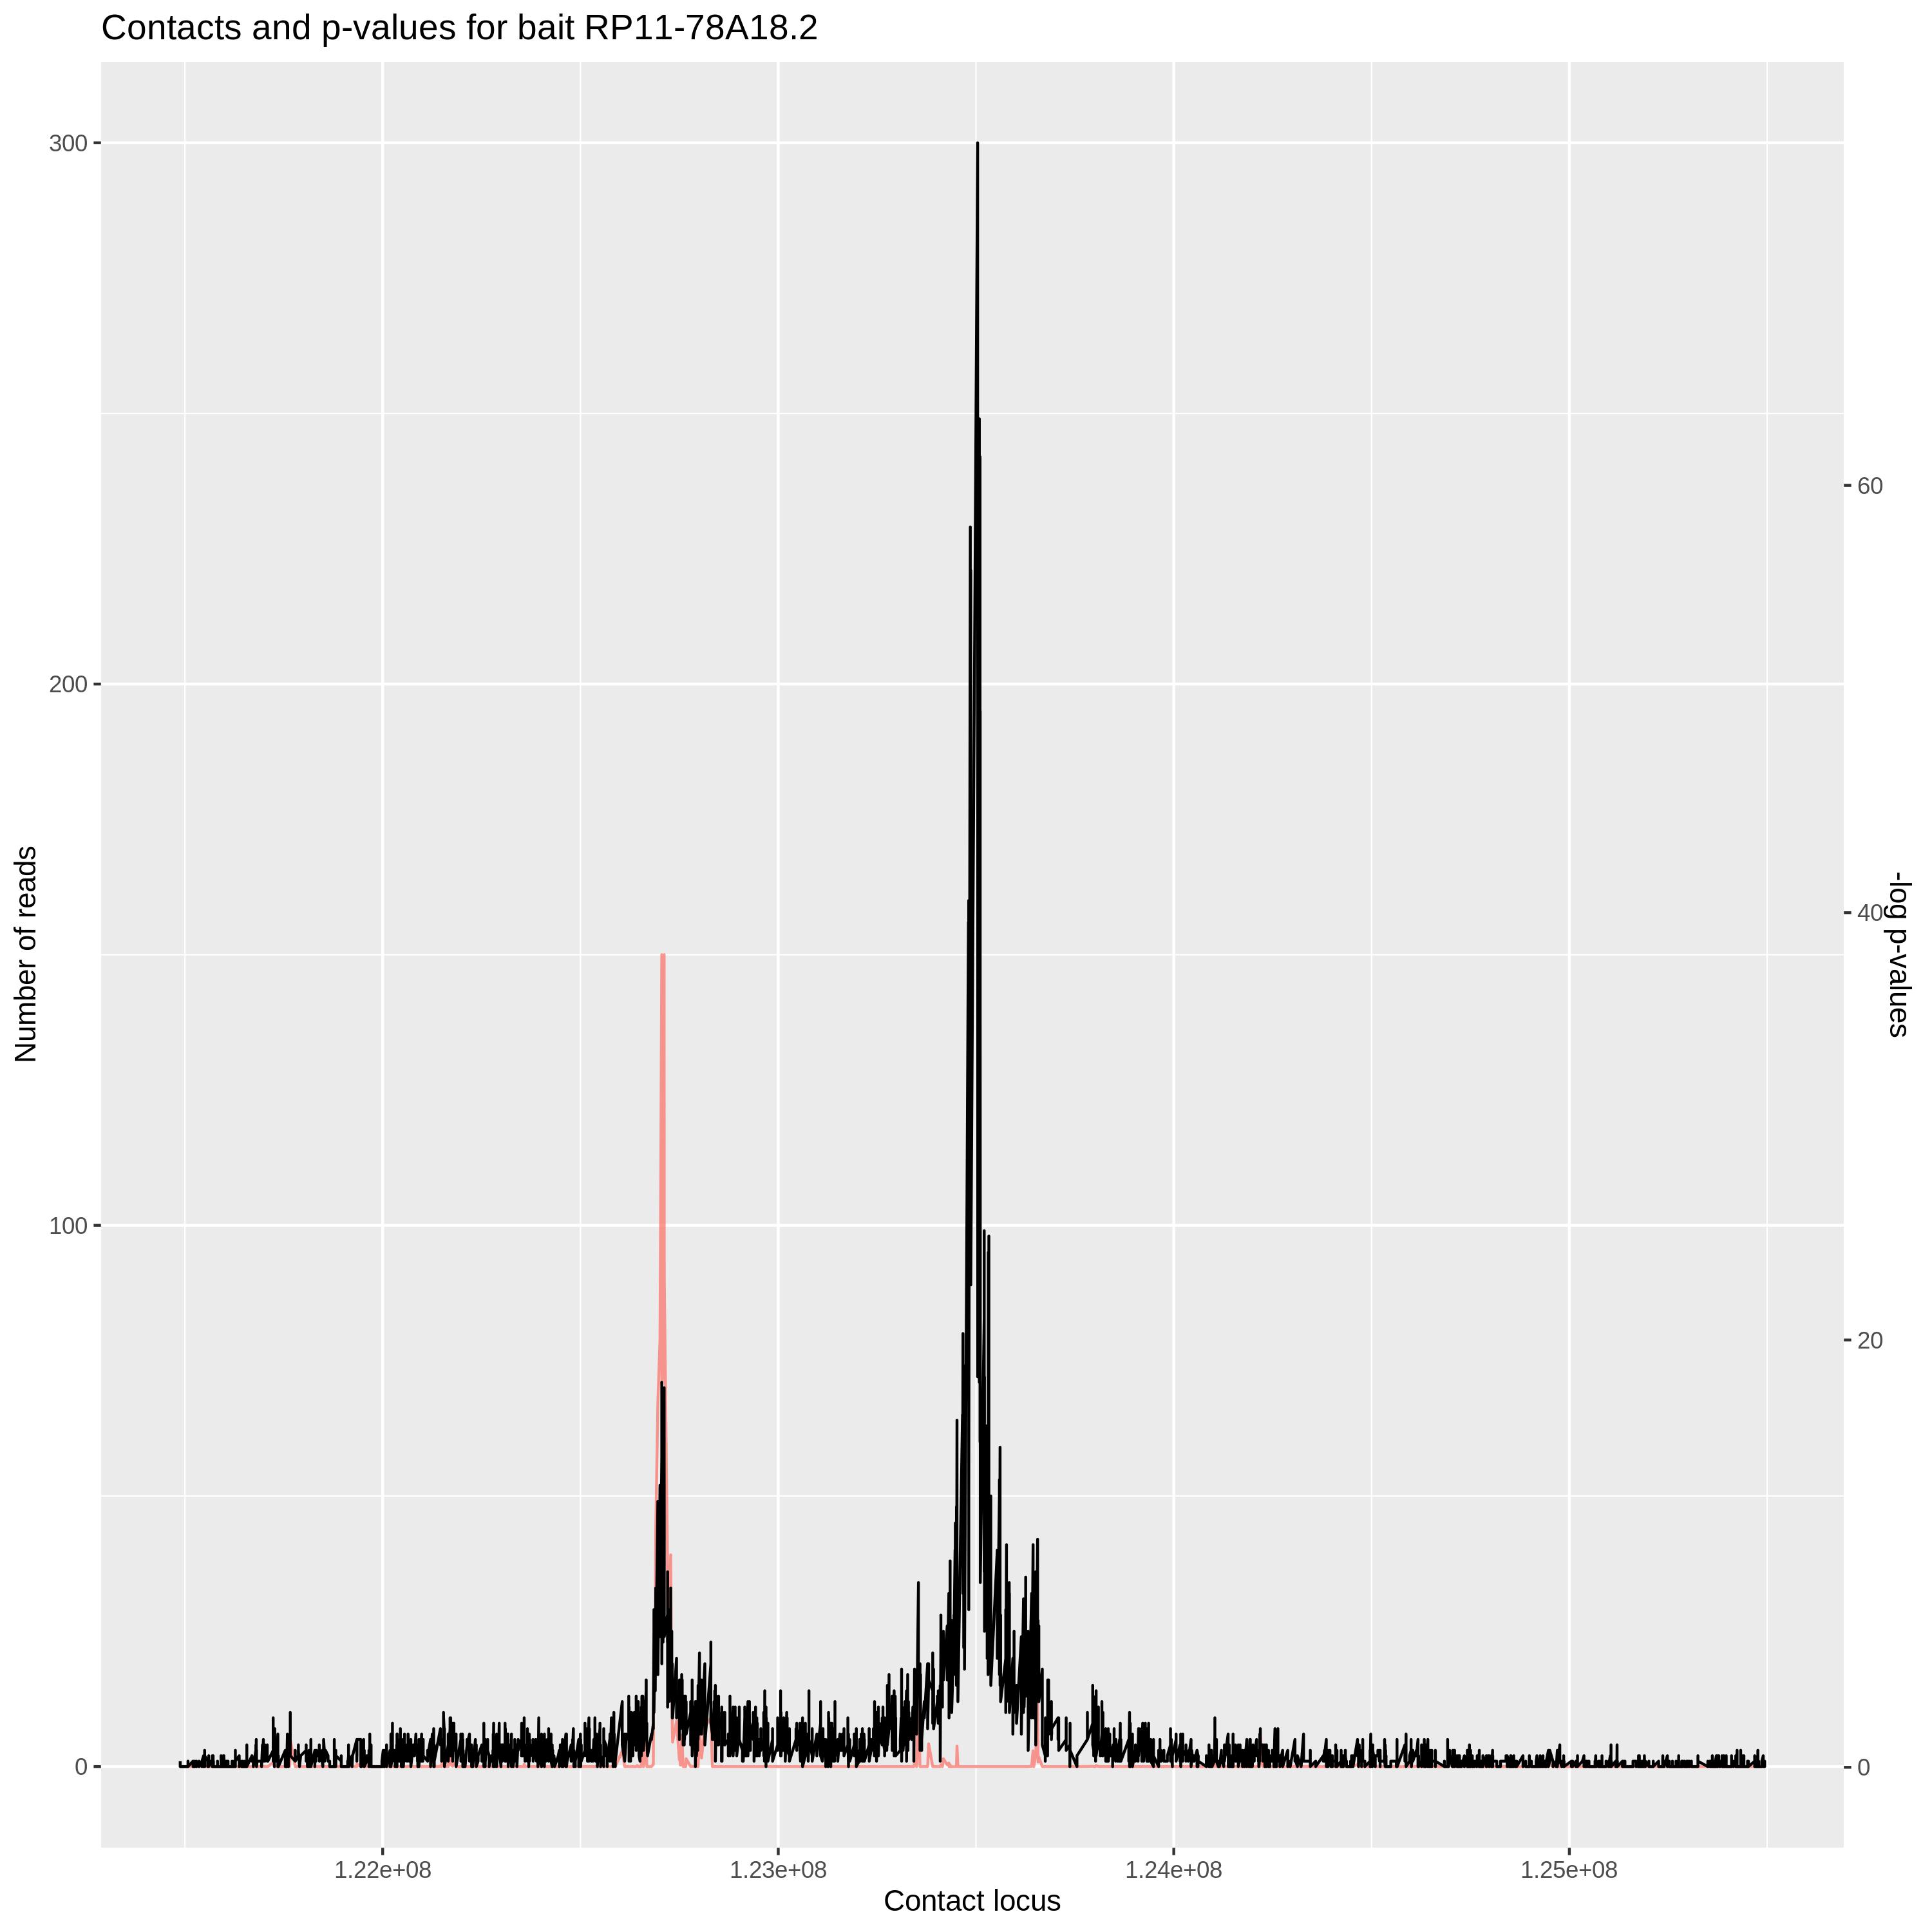 Contacts and p-values for bait RP11-78A18.2
300
200
100
0
Number of reads
60
40
20
0
-log p-values
1.22e+08
1.23e+08
1.24e+08
1.25e+08
Contact locus